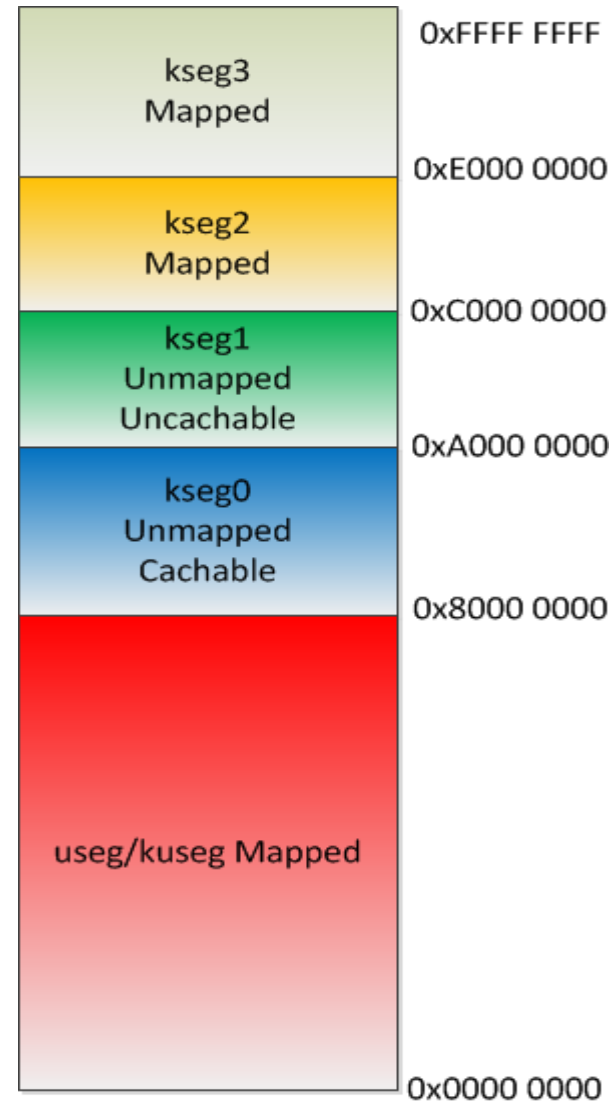 0xFFFF FFFF
kseg3
Mapped
0xE000 0000
kseg2
Mapped
0xC000 0000
kseg1
Unmapped
Uncachable
0xA000 0000
kseg0
Unmapped
Cachable
0x8000 0000
useg/kuseg Mapped
0x0000 0000